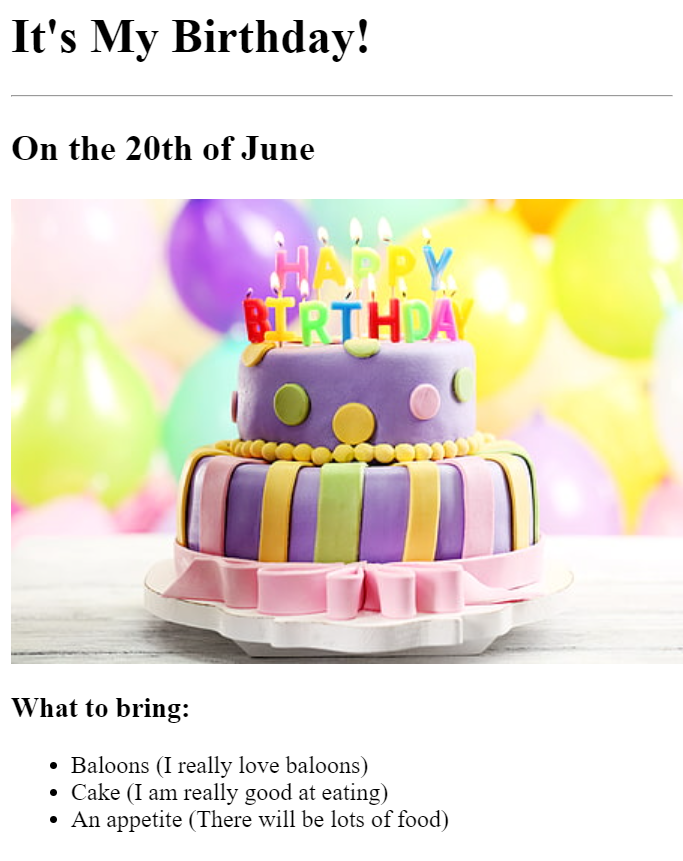 It's My Birthday!
On the 20th of June
HAPPY
BIRTHDAY
What to bring:
Baloons (I really love baloons)
Cake (I am really good at eating)
An appetite (There will be lots of food)